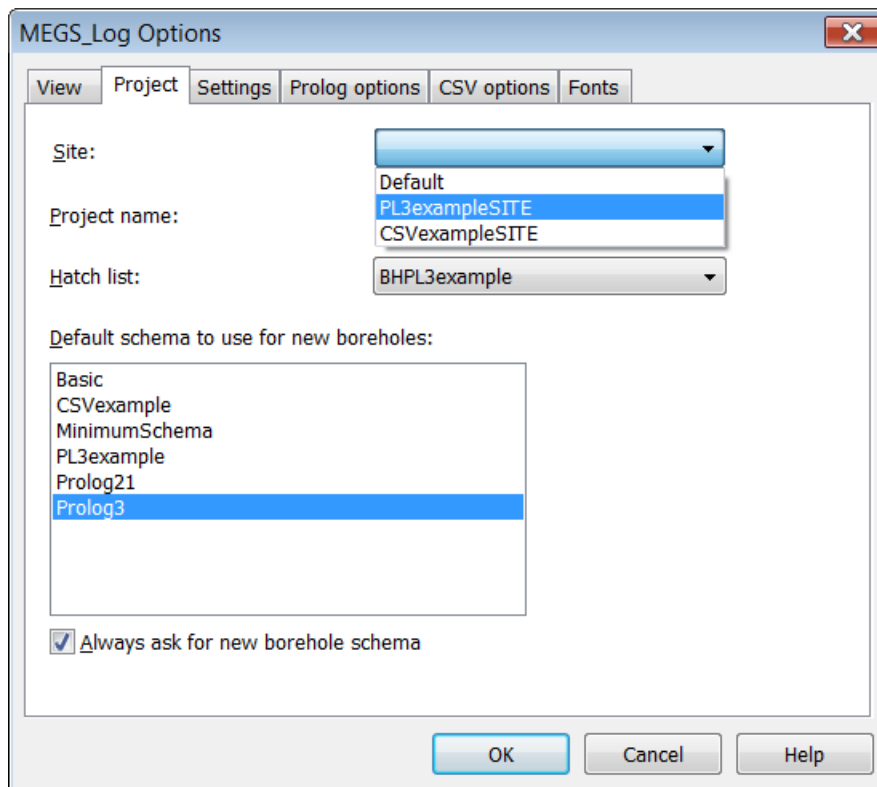 MEGS_Log Options
View Project Settings Prolog options CSV options Fonts
Site:
Default
PL3exampleSITE
CSVexampleSITE
Project name:
Hatch list: BHPL3example
Default schema to use for new boreholes:
Basic
CSVexample
MinimumSchema
PL3example
Prolog21
Prolog3
Always ask for new borehole schema
OK Cancel Help